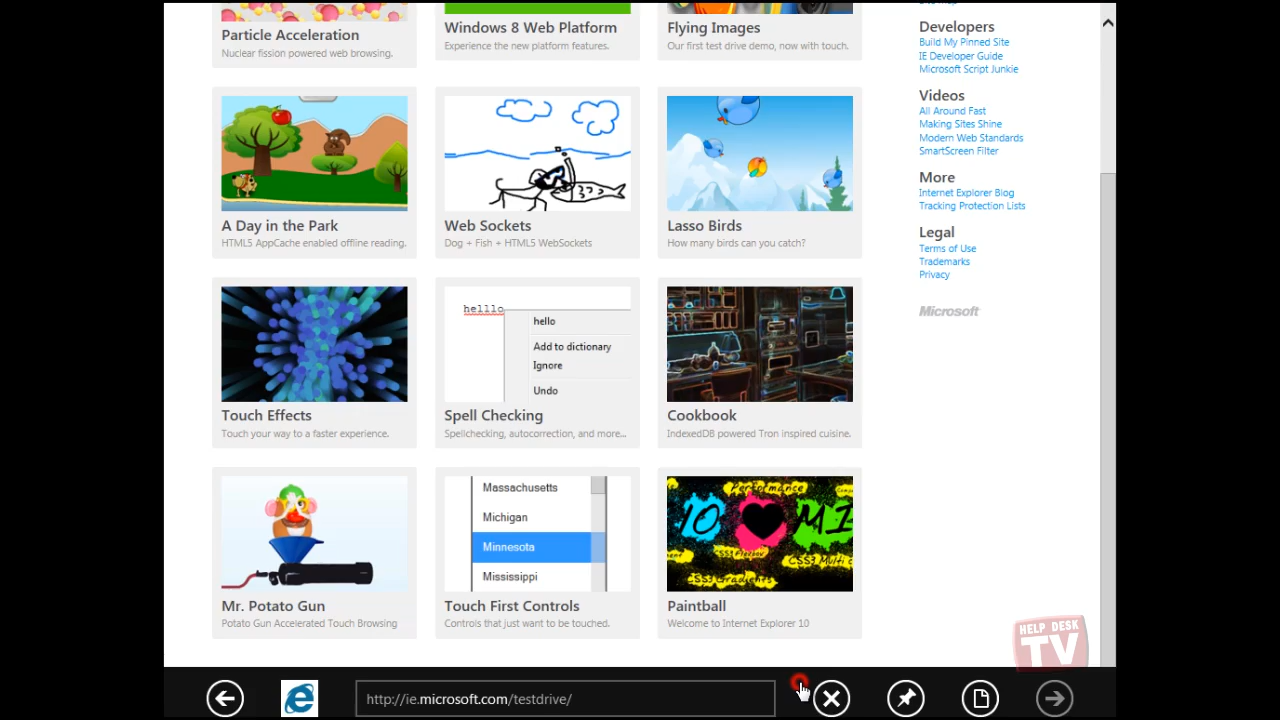 Particle Acceleration
Nuclear fission powered web browsing.
Windows 8 Web Platform
Experience the new platform features.
Flying Images
Our first test drive demo, now with touch.
A Day in the Park
HTML5 AppCache enabled offline reading.
Web Sockets
Dog + Fish + HTML5 WebSockets
Lasso Birds
How many birds can you catch?
Touch Effects
Touch your way to a faster experience.
helllo
hello
Add to dictionary
Ignore
Undo
Spell Checking
Spellchecking, autocorrection, and more...
Cookbook
IndexedDB powered Tron inspired cuisine.
Mr. Potato Gun
Potato Gun Accelerated Touch Browsing
Massachusetts
Michigan
Minnesota
Mississippi
Touch First Controls
Controls that just want to be touched.
Performance
10 MI
CSS3 Multi
CSS3 Gradients
Paintball
Welcome to Internet Explorer 10
Developers
Build My Pinned Site
IE Developer Guide
Microsoft Script Junkie
Videos
All Around Fast
Making Sites Shine
Modern Web Standards
SmartScreen Filter
More
Internet Explorer Blog
Tracking Protection Lists
Legal
Terms of Use
Trademarks
Privacy
Microsoft
HELP DESK
TV
http://ie.microsoft.com/testdrive/